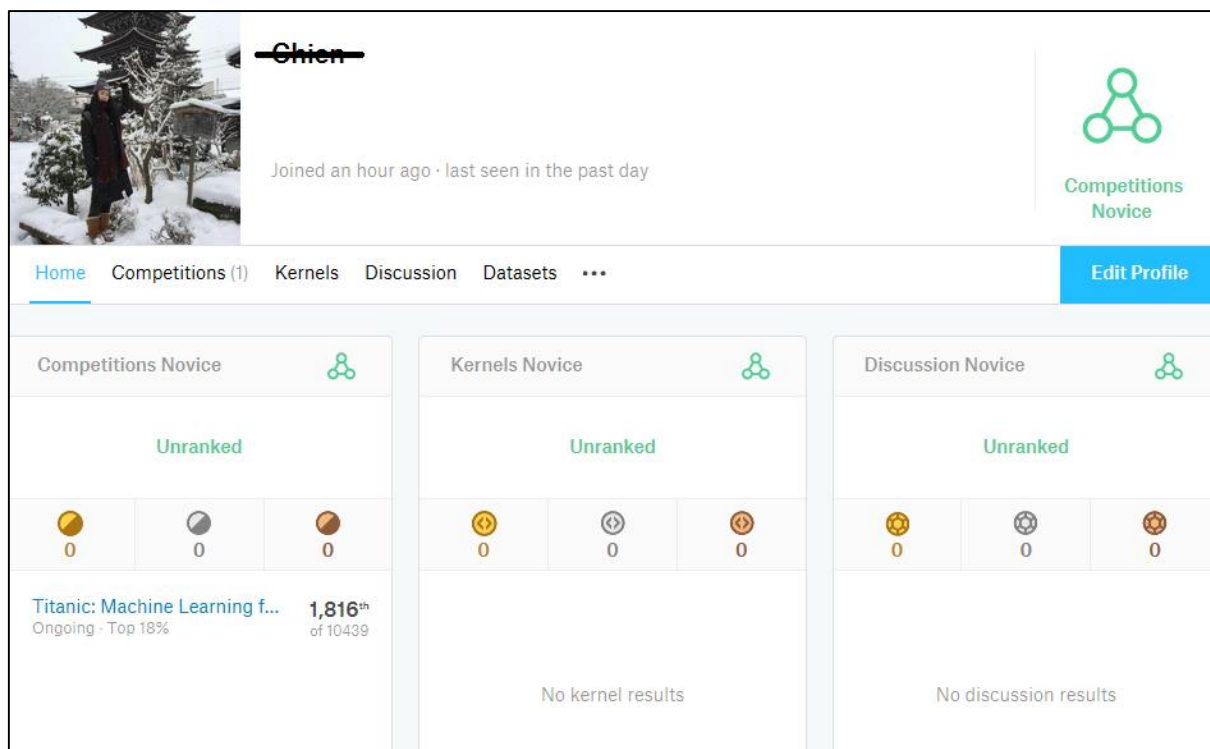 Chien
Joined an hour ago · last seen in the past day
Competitions
Novice
Home Competitions (1) Kernels Discussion Datasets •••
Edit Profile
Competitions Novice
Unranked
0 0 0
Titanic: Machine Learning f... 1,816th
Ongoing · Top 18% of 10439
Kernels Novice
Unranked
0 0 0
No kernel results
Discussion Novice
Unranked
0 0 0
No discussion results